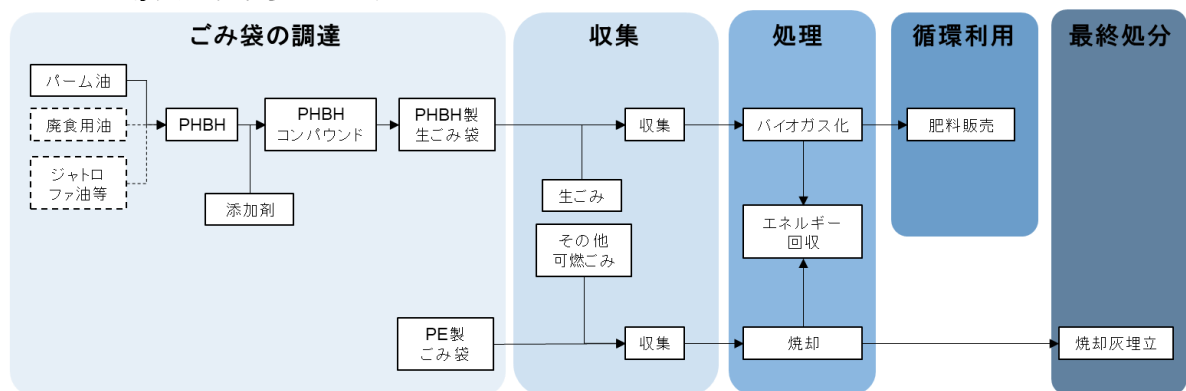 ごみ袋の調達
収集
処理
循環利用
最終処分
パーム油
廃食用油
ジャトロ
ファ油等
PHBH
添加剤
PHBH
コンパウンド
PHBH製
生ごみ袋
生ごみ
収集
バイオガス化
肥料販売
エネルギー
回収
その他
可燃ごみ
PE製
ごみ袋
収集
焼却
焼却灰埋立